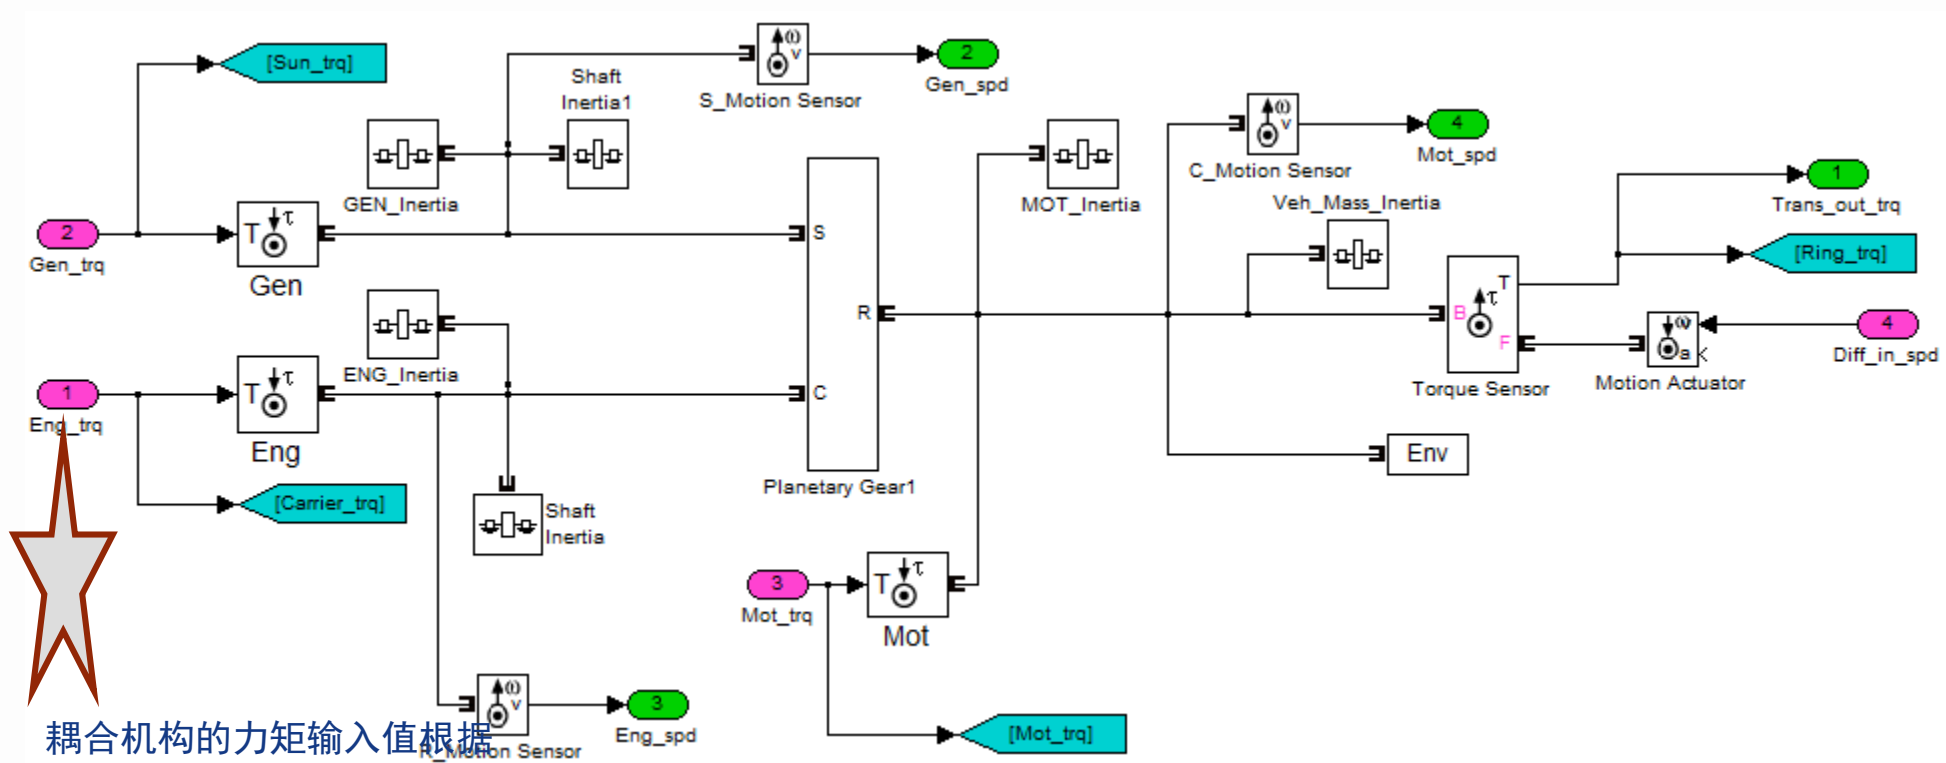 [Sun_trq]
2
Gen_trq
T τ
Gen
GEN_Inertia
Shaft
Inertia1
ω
v
S_Motion Sensor
2
Gen_spd
1
Eng_trq
T τ
Eng
ENG_Inertia
[Carrier_trq]
Shaft
Inertia
S
R
C
Planetary Gear1
MOT_Inertia
ω
v
C_Motion Sensor
4
Mot_spd
Veh_Mass_Inertia
1
Trans_out_trq
[Ring_trq]
B
τ
T
F
Torque Sensor
ω
a
Motion Actuator
4
Diff_in_spd
Env
3
Mot_trq
T τ
Mot
[Mot_trq]
ω
v
R_Motion Sensor
3
Eng_spd
耦合机构的力矩输入值根据